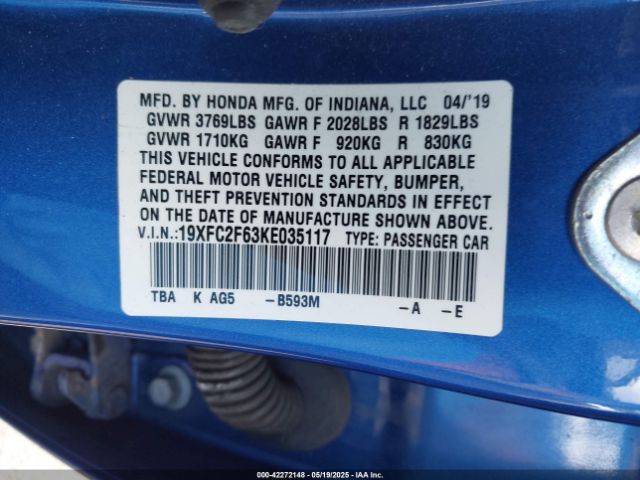 MFD. BY HONDA MFG. OF INDIANA, LLC 04/'19
GVWR 3769LBS GAWR F 2028LBS R 1829LBS
GVWR 1710KG GAWR F 920KG R 830KG
THIS VEHICLE CONFORMS TO ALL APPLICABLE
FEDERAL MOTOR VEHICLE SAFETY, BUMPER,
AND THEFT PREVENTION STANDARDS IN EFFECT
ON THE DATE OF MANUFACTURE SHOWN ABOVE.
V.I.N.:19XFC2F63KE035117 TYPE: PASSENGER CAR
TBA K AG5 –B593M –A –E
000-42272148 - 05/19/2025 - IAA Inc.